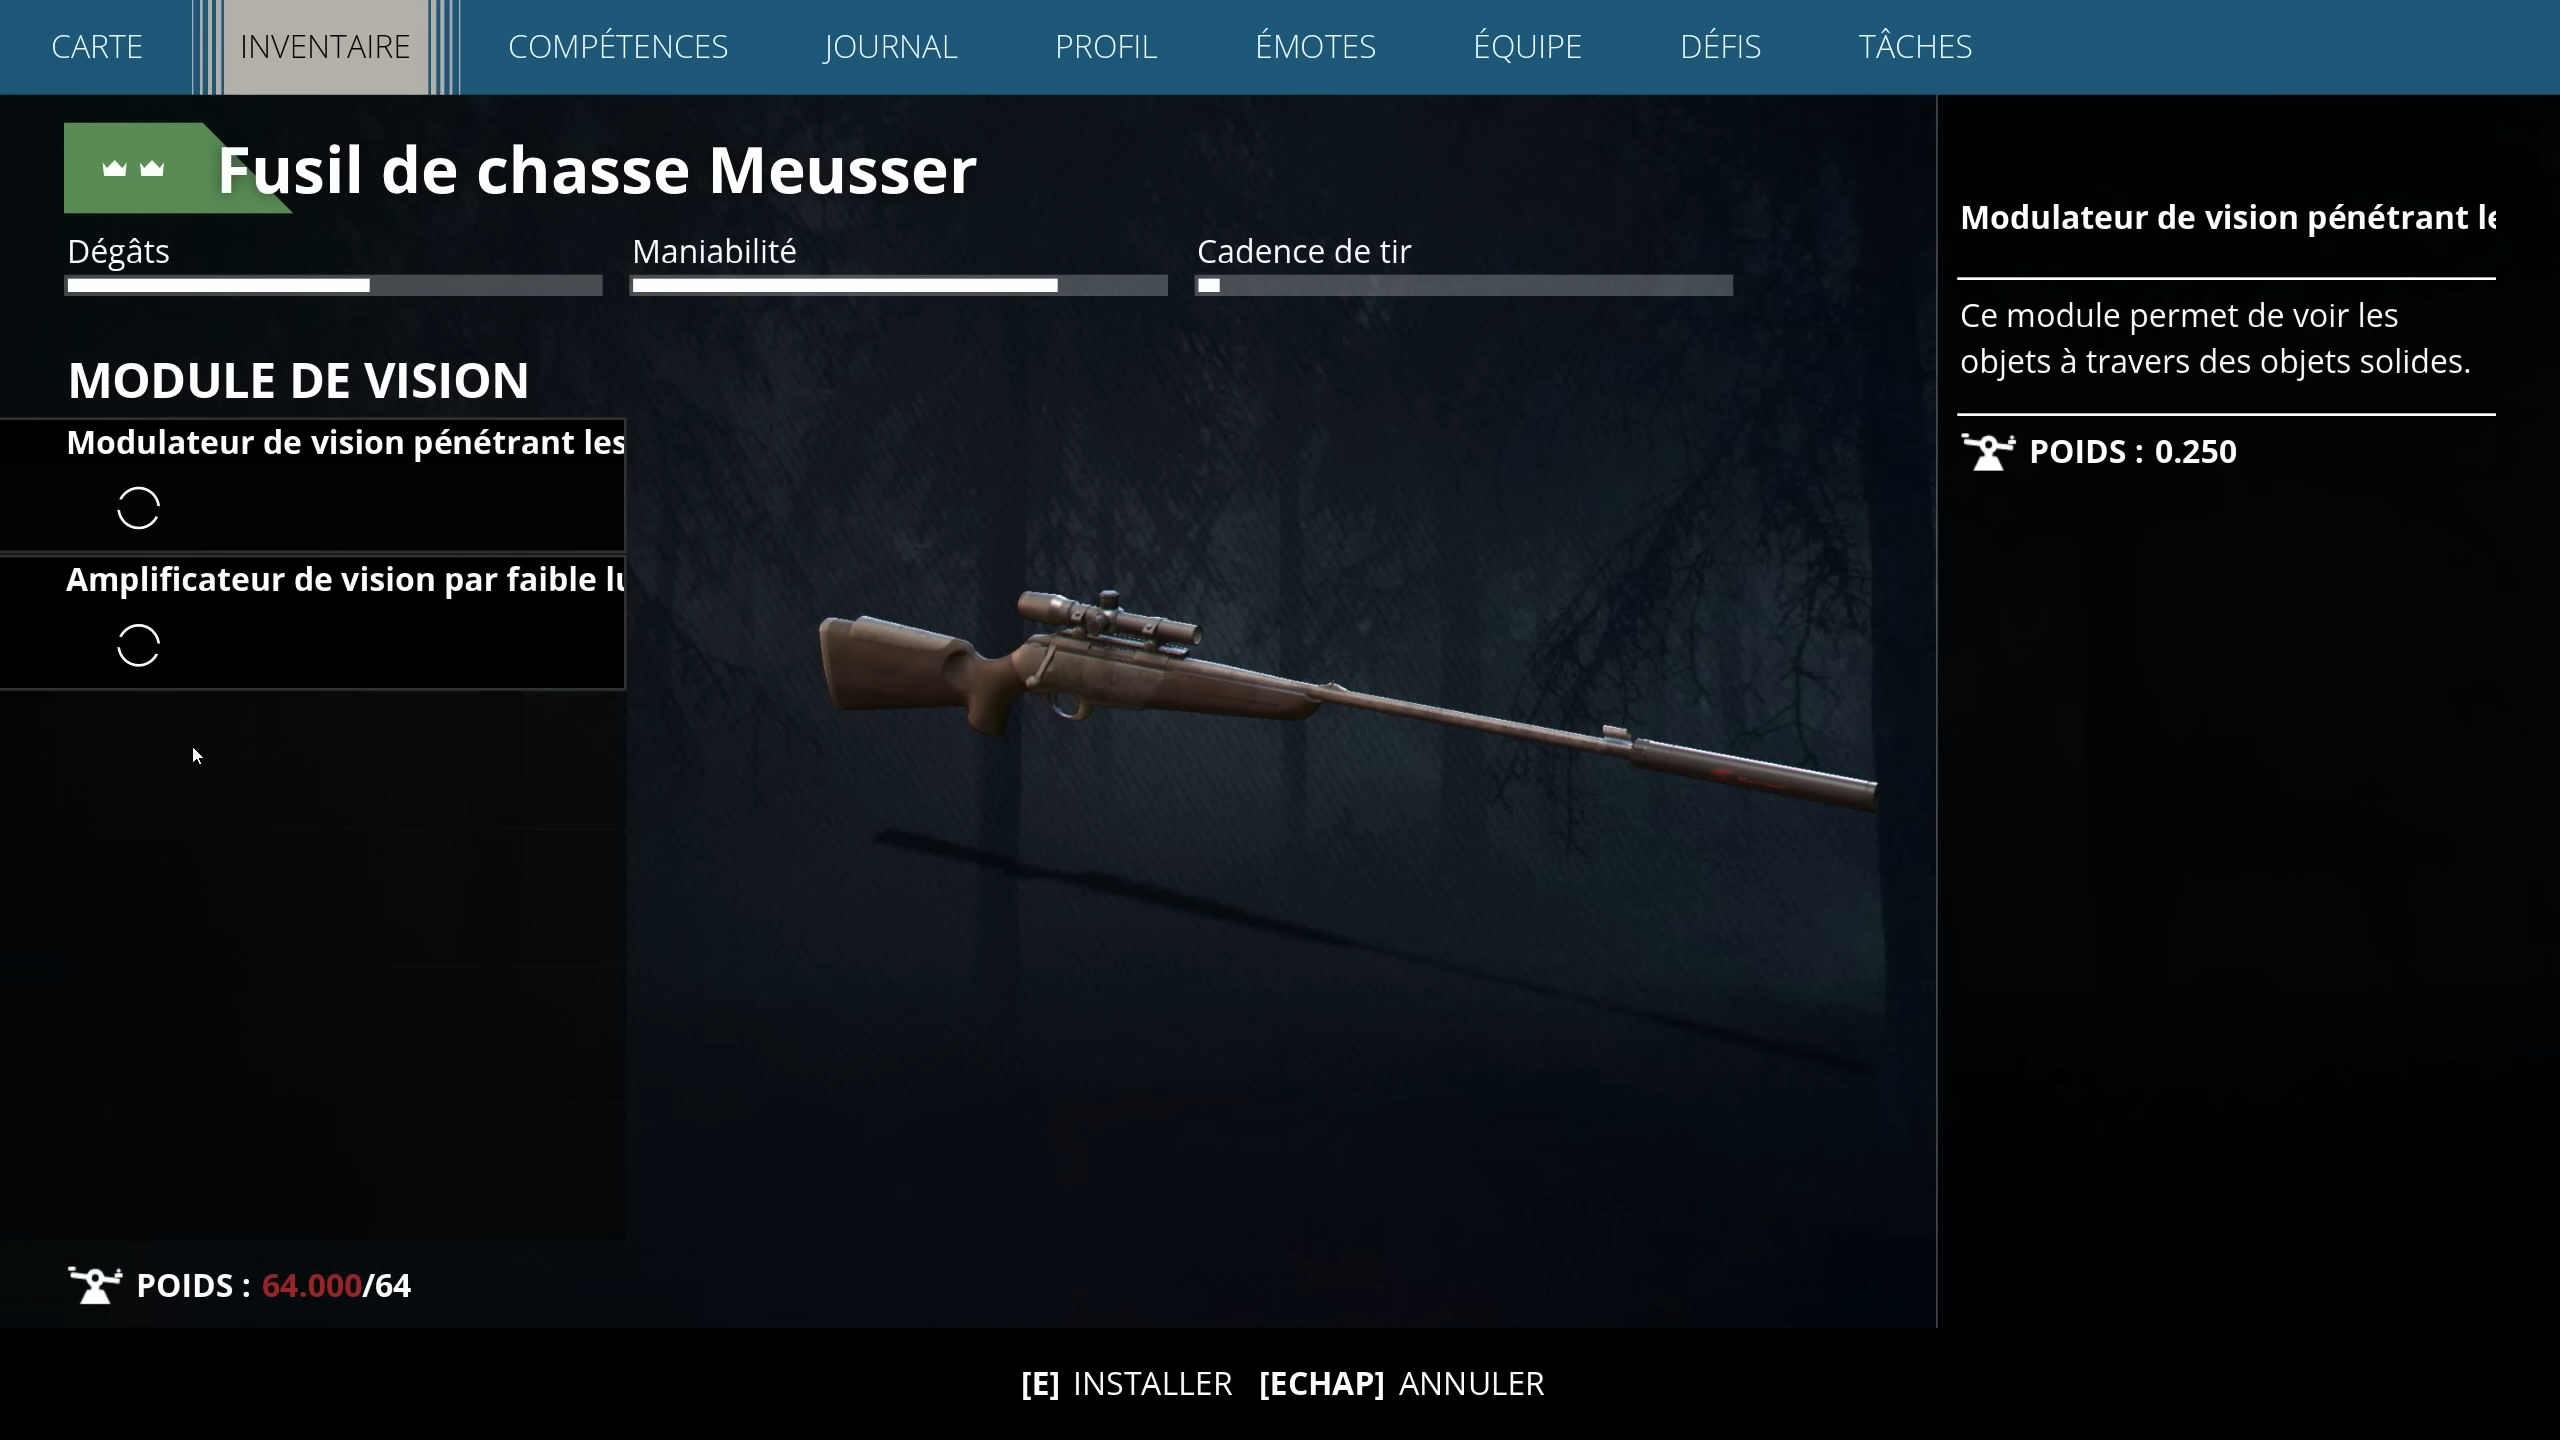 CARTE INVENTAIRE COMPÉTENCES JOURNAL PROFIL ÉMOTES ÉQUIPE DÉFIS TÂCHES
Fusil de chasse Meusser
Dégâts Maniabilité Cadence de tir
MODULE DE VISION
Modulateur de vision pénétrant les
Amplificateur de vision par faible lu
POIDS : 64.000/64
Modulateur de vision pénétrant le
Ce module permet de voir les
objets à travers des objets solides.
POIDS : 0.250
[E] INSTALLER [ECHAP] ANNULER